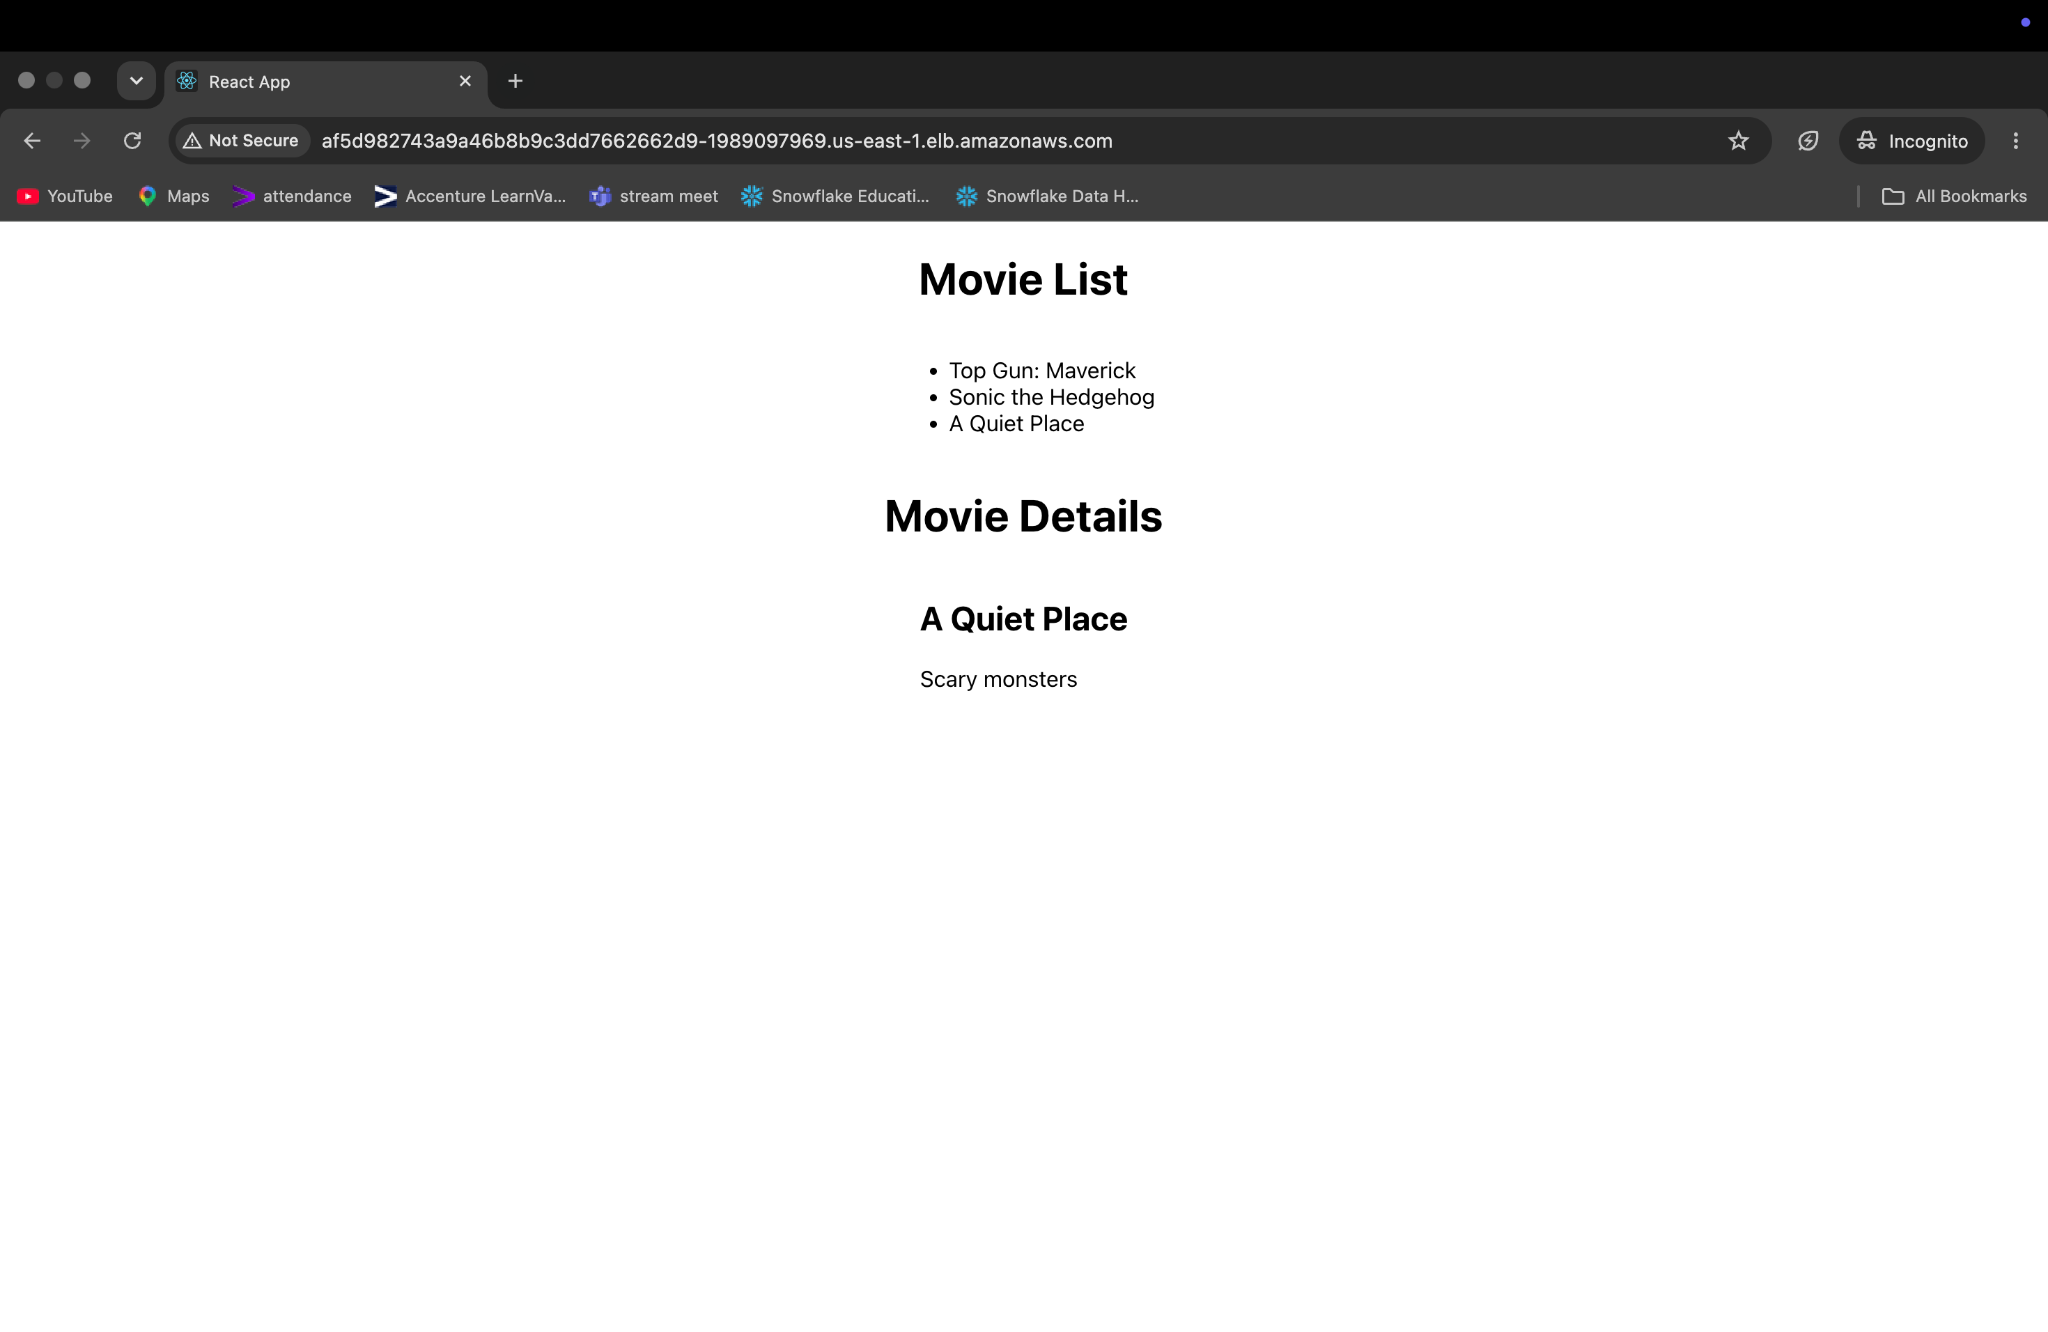 React App
Not Secure af5d982743a9a46b8b9c3dd7662662d9-1989097969.us-east-1.elb.amazonaws.com Incognito
YouTube Maps attendance Accenture LearnVa... stream meet Snowflake Educati... Snowflake Data H... All Bookmarks
Movie List
• Top Gun: Maverick
• Sonic the Hedgehog
• A Quiet Place
Movie Details
A Quiet Place
Scary monsters